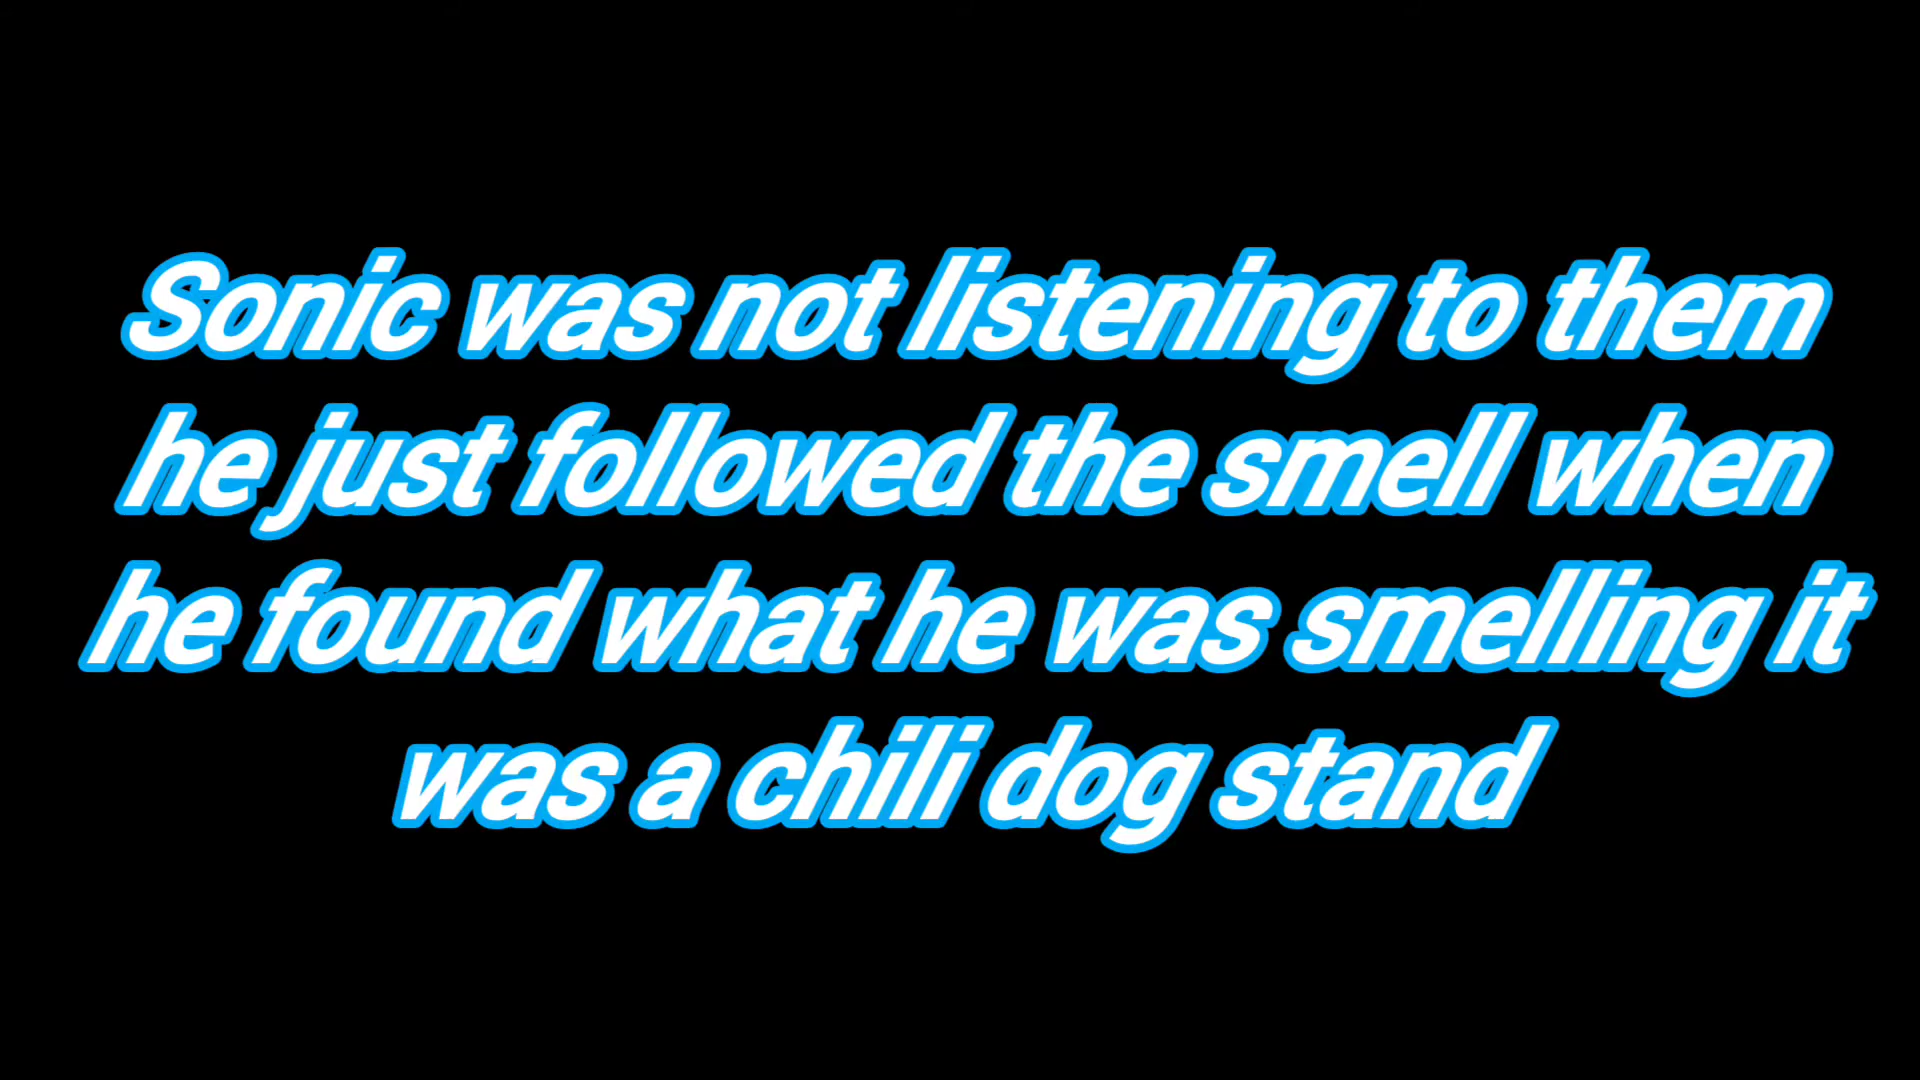 Sonic was not listening to them
he just followed the smell when
he found what he was smelling it
was a chili dog stand